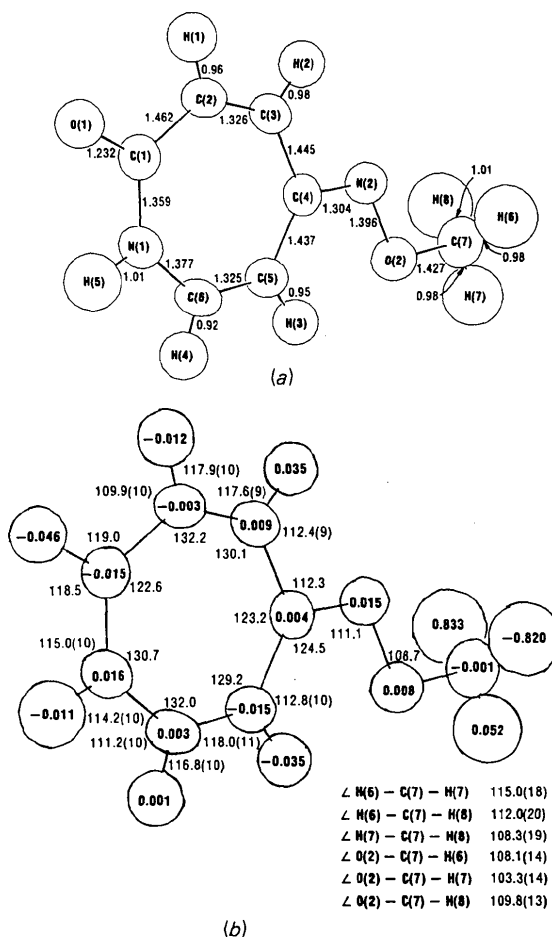 H(1)
H(2)
0.96
0.98
C(2)
C(3)
1.326
O(1)
1.462
1.232
C(1)
1.445
N(2)
1.01
C(4)
1.304
H(8)
H(6)
1.359
1.396
C(7)
N(1)
1.437
O(2)
1.427
0.98
H(5)
1.01
1.377
1.325
C(5)
0.98
H(7)
C(6)
0.95
0.92
H(3)
H(4)
(a)
−0.012
117.9(10)
0.035
109.9(10)
117.6(9)
−0.003
−0.046
119.0
132.2
0.009
112.4(9)
130.1
−0.015
118.5
122.6
112.3
0.015
123.2
0.004
111.1
0.833
−0.820
115.0(10)
130.7
124.5
108.7
−0.001
0.016
129.2
0.008
−0.011
132.0
−0.015
112.8(10)
0.052
114.2(10)
0.003
111.2(10)
118.0(11)
−0.035
116.8(10)
0.001
∠ H(6) − C(7) − H(7) 115.0(18)
∠ H(6) − C(7) − H(8) 112.0(20)
∠ H(7) − C(7) − H(8) 108.3(19)
∠ O(2) − C(7) − H(6) 108.1(14)
∠ O(2) − C(7) − H(7) 103.3(14)
∠ O(2) − C(7) − H(8) 109.8(13)
(b)